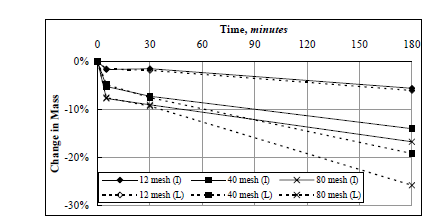 Time, minutes
0 30 60 90 120 150 180
0%
-10%
-20%
-30%
Change in Mass
12 mesh (I) 40 mesh (I) 80 mesh (I)
12 mesh (L) 40 mesh (L) 80 mesh (L)